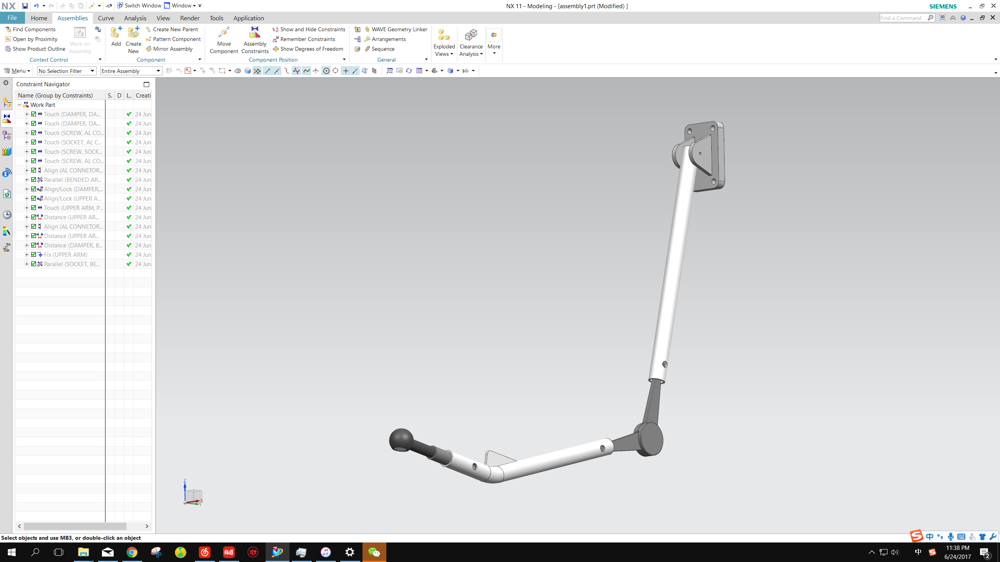 NX
Switch Window Window
NX 11 - Modeling - [assembly1.prt (Modified) ]
SIEMENS
File Home Assemblies Curve Analysis View Render Tools Application
Find a Command
Find Components
Open by Proximity
Show Product Outline
Work on
Assembly
Context Control
Add
Create
New
Create New Parent
Pattern Component
Mirror Assembly
Component
Move
Component
Assembly
Constraints
Show and Hide Constraints
Remember Constraints
Show Degrees of Freedom
Component Position
WAVE Geometry Linker
Arrangements
Sequence
General
Exploded
Views
Clearance
Analysis
More
Menu No Selection Filter Entire Assembly
Constraint Navigator
Name (Group by Constraints) S. D L.. Creati
Work Part
Touch (DAMPER, DA... 24 Jun
Touch (DAMPER, DA... 24 Jun
Touch (SCREW, AL CO... 24 Jun
Touch (SOCKET, AL C... 24 Jun
Touch (SCREW, SOCK... 24 Jun
Touch (SCREW, AL CO... 24 Jun
Align (AL CONNETOR... 24 Jun
Parallel (BENDED AR... 24 Jun
Align/Lock (DAMPER,... 24 Jun
Align/Lock (UPPER A... 24 Jun
Touch (UPPER ARM, P... 24 Jun
Distance (UPPER AR... 24 Jun
Align (AL CONNETOR... 24 Jun
Distance (UPPER AR... 24 Jun
Distance (DAMPER, B... 24 Jun
Fix (UPPER ARM) 24 Jun
Parallel (SOCKET, BE... 24 Jun
Z
X
Y
Select objects and use MB3, or double-click an object
S 中
有道
中 S
11:38 PM
6/24/2017
2